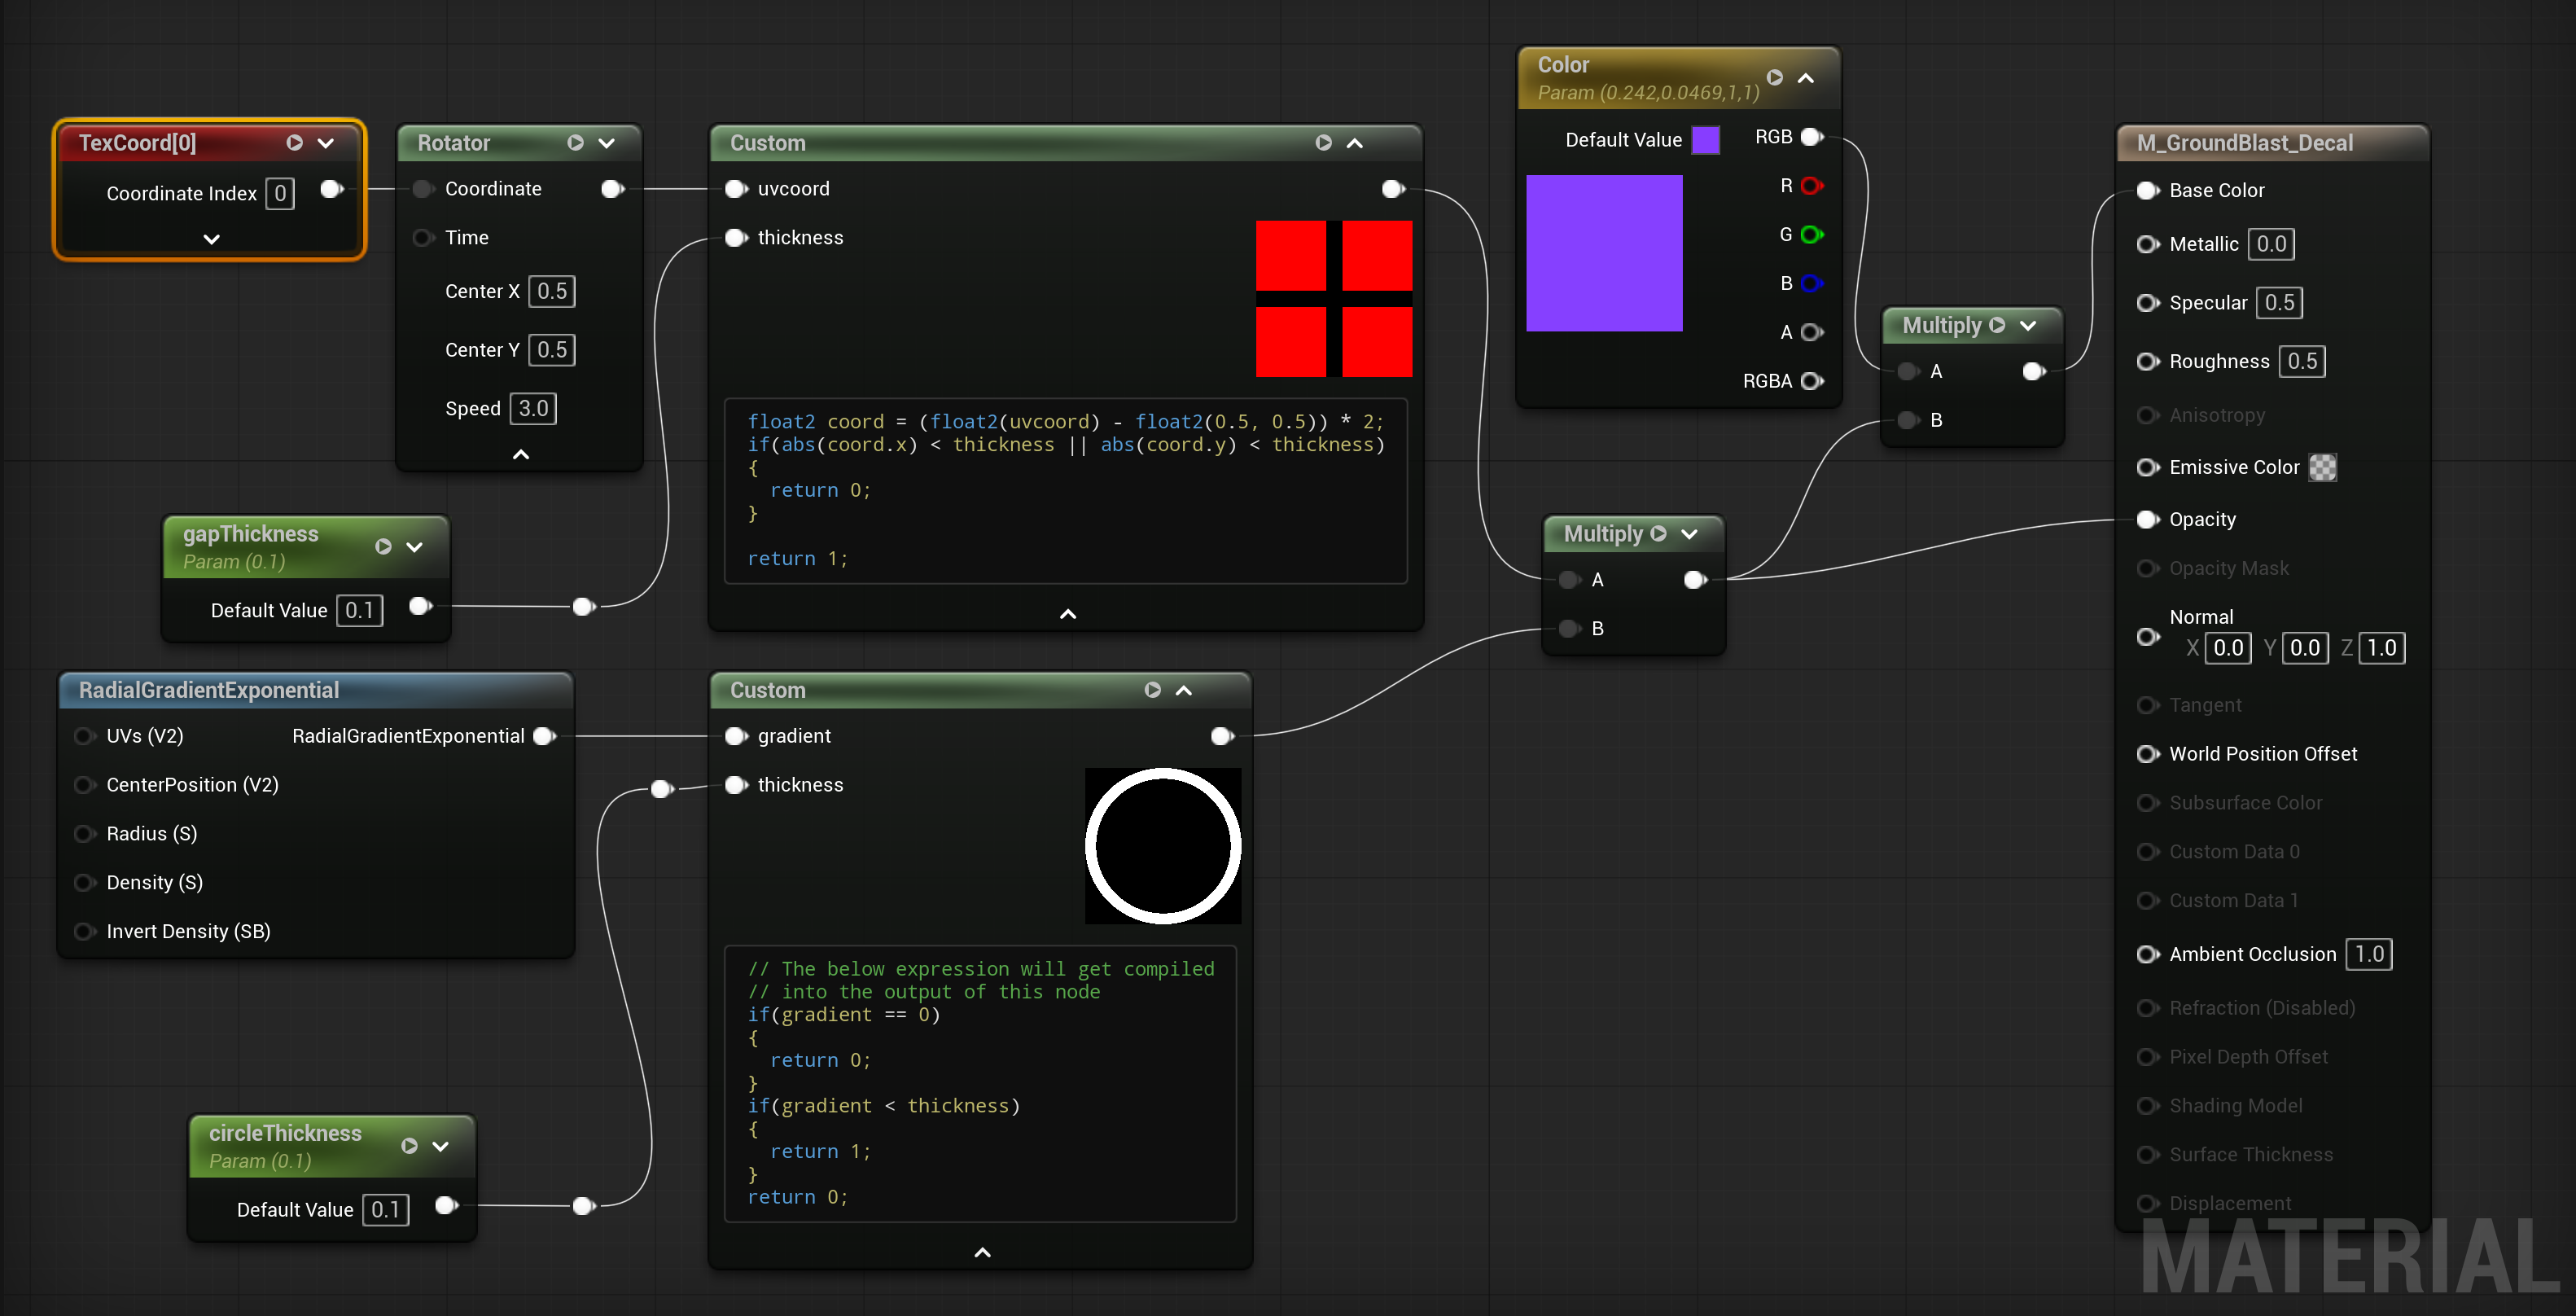 TexCoord[0]
Coordinate Index 0
Rotator
Coordinate
Time
Center X 0.5
Center Y 0.5
Speed 3.0
Custom
uvcoord
thickness
float2 coord = (float2(uvcoord) - float2(0.5, 0.5)) * 2;
if(abs(coord.x) < thickness || abs(coord.y) < thickness)
{
return 0;
}
return 1;
gapThickness
Param (0.1)
Default Value 0.1
RadialGradientExponential
UVs (V2) RadialGradientExponential
CenterPosition (V2)
Radius (S)
Density (S)
Invert Density (SB)
circleThickness
Param (0.1)
Default Value 0.1
Custom
gradient
thickness
// The below expression will get compiled
// into the output of this node
if(gradient == 0)
{
return 0;
}
if(gradient < thickness)
{
return 1;
}
return 0;
Color
Param (0.242,0.0469,1,1)
Default Value RGB
R
G
B
A
RGBA
Multiply
A
B
Multiply
A
B
M_GroundBlast_Decal
Base Color
Metallic 0.0
Specular 0.5
Roughness 0.5
Anisotropy
Emissive Color
Opacity
Opacity Mask
Normal
X 0.0 Y 0.0 Z 1.0
Tangent
World Position Offset
Subsurface Color
Custom Data 0
Custom Data 1
Ambient Occlusion 1.0
Refraction (Disabled)
Pixel Depth Offset
Shading Model
Surface Thickness
Displacement
MATERIAL